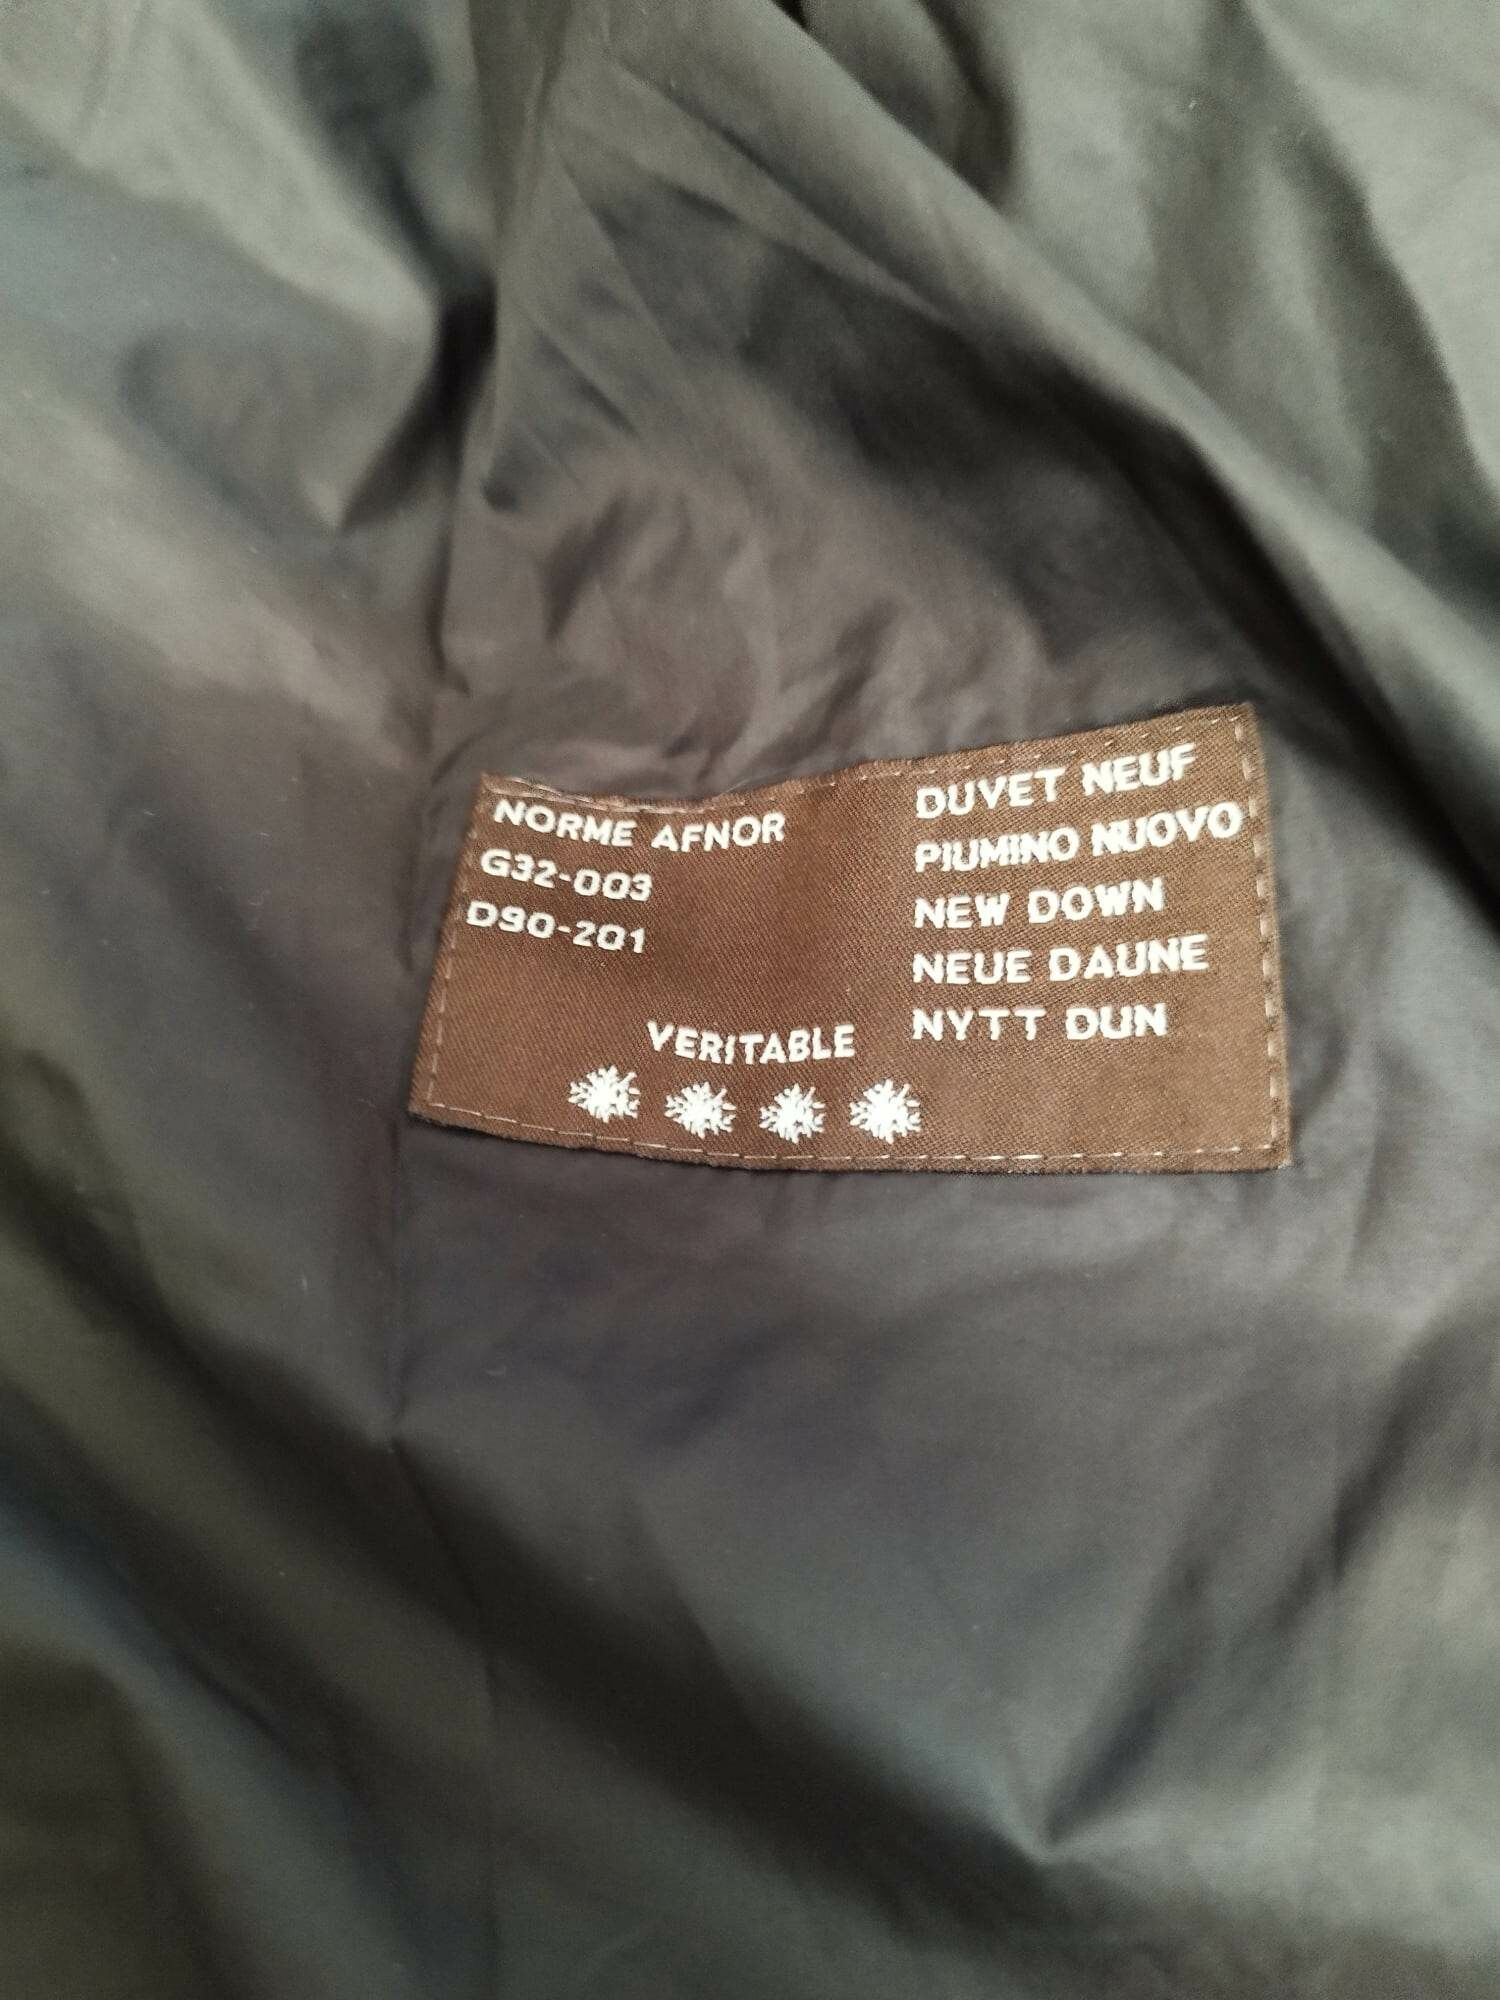 NORME AFNOR
G32-003
D90-201
VERITABLE
DUVET NEUF
PIUMINO NUOVO
NEW DOWN
NEUE DAUNE
NYTT DUN